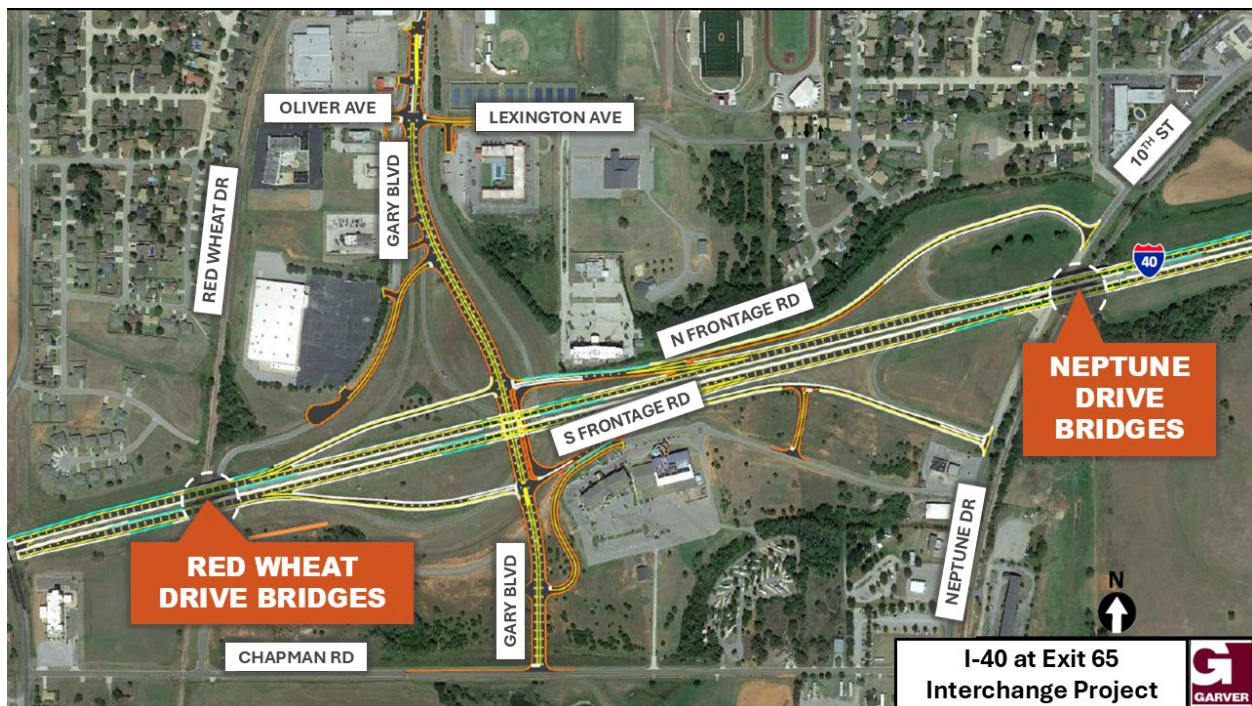 OLIVER AVE
LEXINGTON AVE
GARY BLVD
RED WHEAT DR
10TH ST
40
N FRONTAGE RD
S FRONTAGE RD
NEPTUNE
DRIVE
BRIDGES
RED WHEAT
DRIVE BRIDGES
GARY BLVD
NEPTUNE DR
CHAPMAN RD
N
I-40 at Exit 65
Interchange Project
G
GARVER